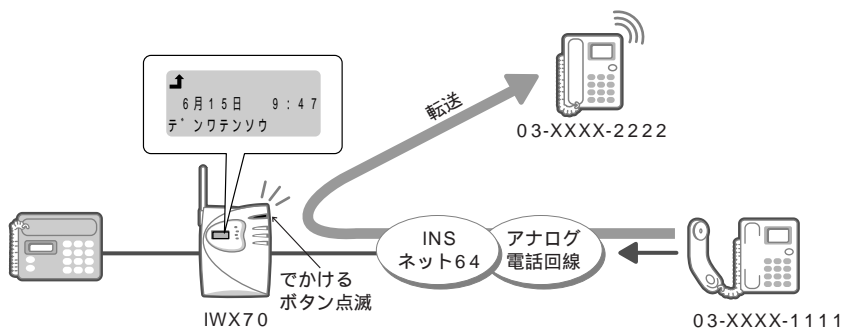 6月15日 9:47
デンワテンソウ
転送
03-XXXX-2222
INS
ネット64
アナログ
電話回線
でかける
ボタン点滅
IWX70
03-XXXX-1111